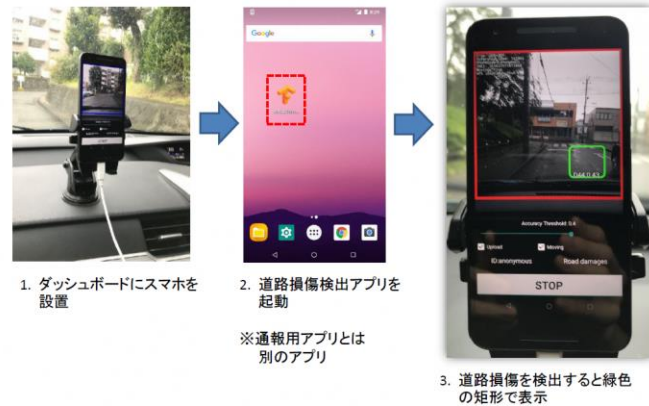 1. ダッシュボードにスマホを
設置
Google
2. 道路損傷検出アプリを
起動
※通報用アプリとは
別のアプリ
Accuracy Threshold: 0.4
Upload
Moving
ID:anonymous
Road damages
STOP
3. 道路損傷を検出すると緑色
の矩形で表示